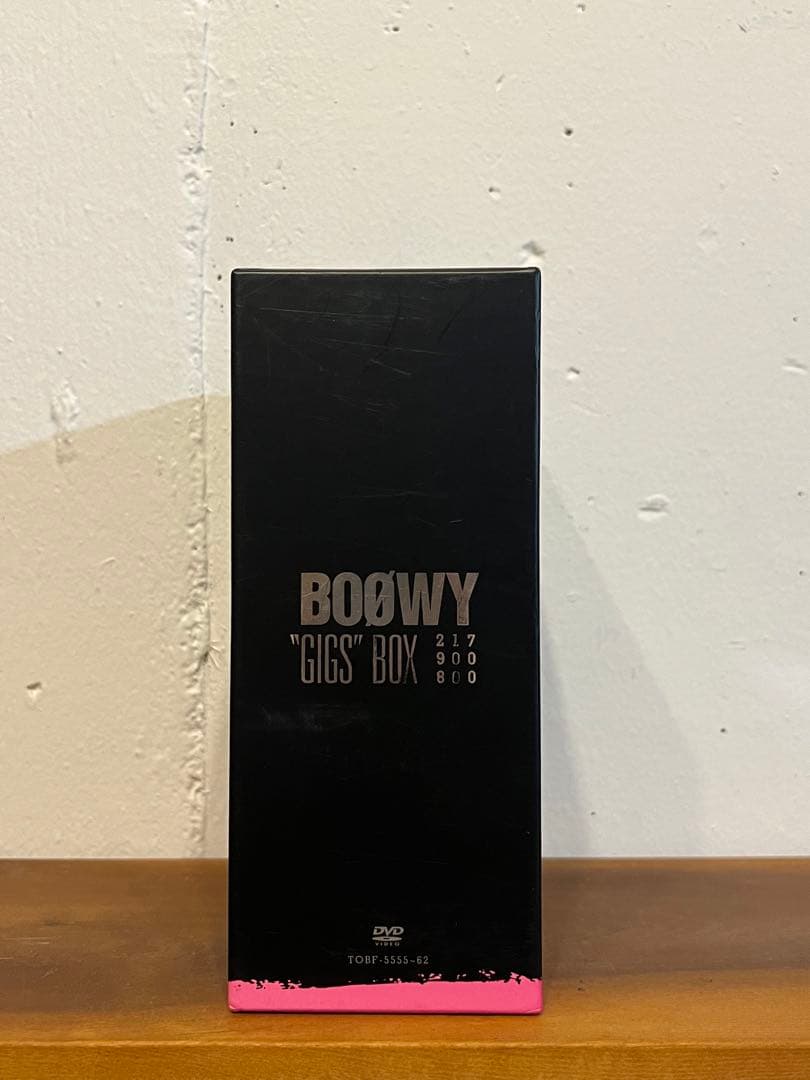 BOØWY
"GIGS" BOX 217
900
800
DVD
VIDEO
TOBF-5555~62